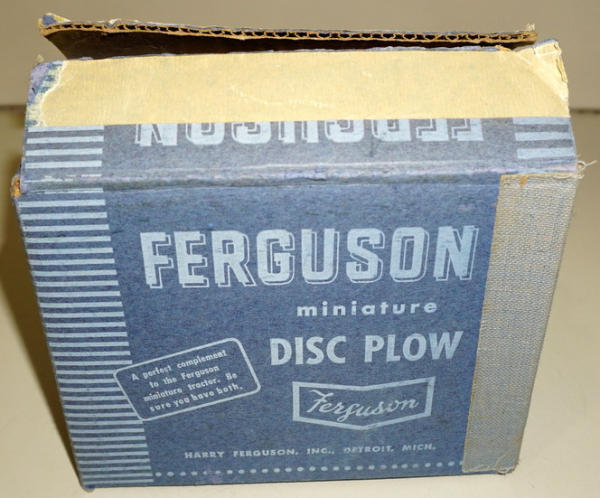 FERGUSON
FERGUSON
miniature
DISC PLOW
A perfect complement
to the Ferguson
miniature tractor. Be
sure you have both.
Ferguson
HARRY FERGUSON, INC., DETROIT, MICH.